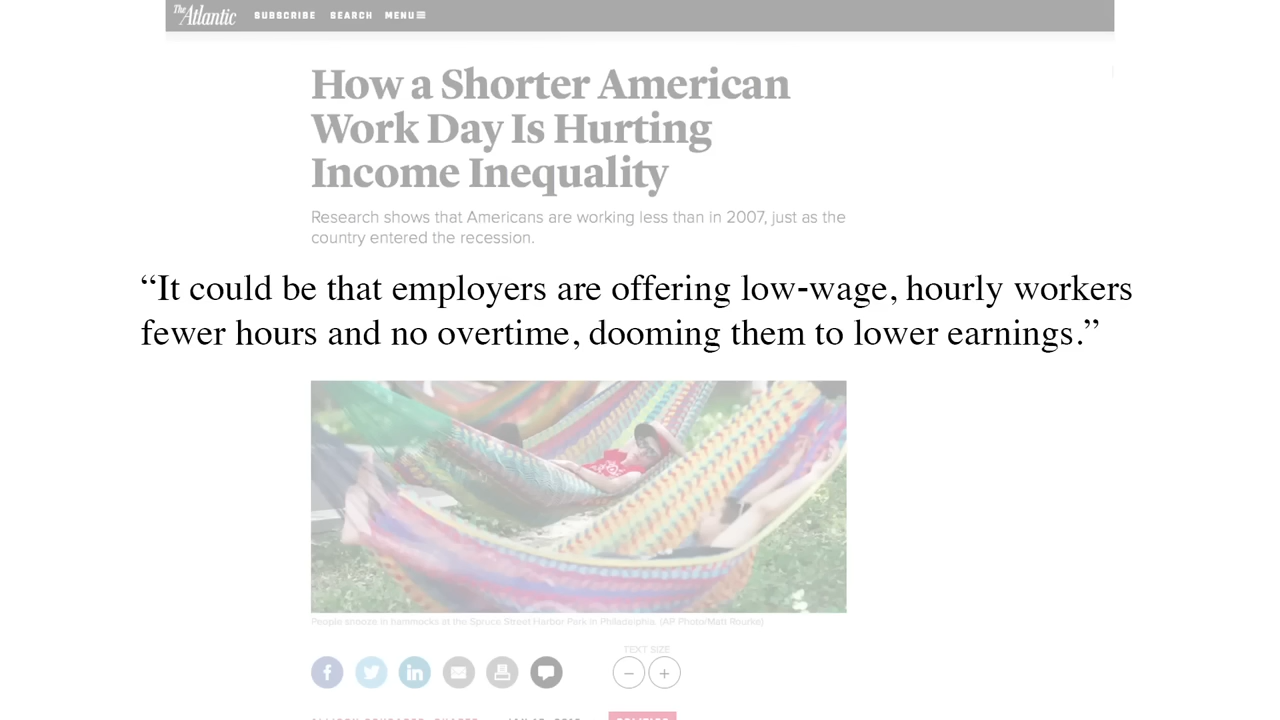 The Atlantic SUBSCRIBE SEARCH MENU
How a Shorter American
Work Day Is Hurting
Income Inequality
Research shows that Americans are working less than in 2007, just as the
country entered the recession.
“It could be that employers are offering low-wage, hourly workers
fewer hours and no overtime, dooming them to lower earnings.”
People snooze in hammocks at the Spruce Street Harbor Park in Philadelphia. (AP Photo/Matt Rourke)
TEXT SIZE